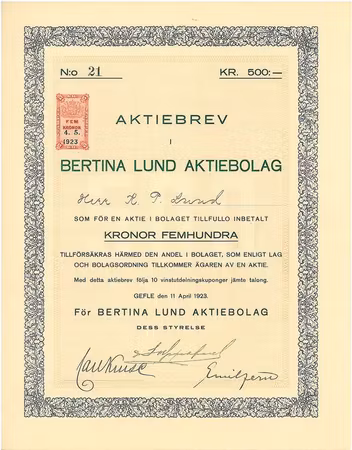 N:o 21 KR. 500:—
FEM
KRONOR
4. 5.
1923
AKTIEBREV
I
BERTINA LUND AKTIEBOLAG
Herr K. P. Lund
SOM FÖR EN AKTIE I BOLAGET TILLFULLO INBETALT
KRONOR FEMHUNDRA
TILLFÖRSÄKRAS HÄRMED DEN ANDEL I BOLAGET, SOM ENLIGT LAG
OCH BOLAGSORDNING TILLKOMMER ÄGAREN AV EN AKTIE.
Med detta aktiebrev följa 10 vinstutdelningskuponger jämte talong.
GEFLE den 11 April 1923.
För BERTINA LUND AKTIEBOLAG
DESS STYRELSE